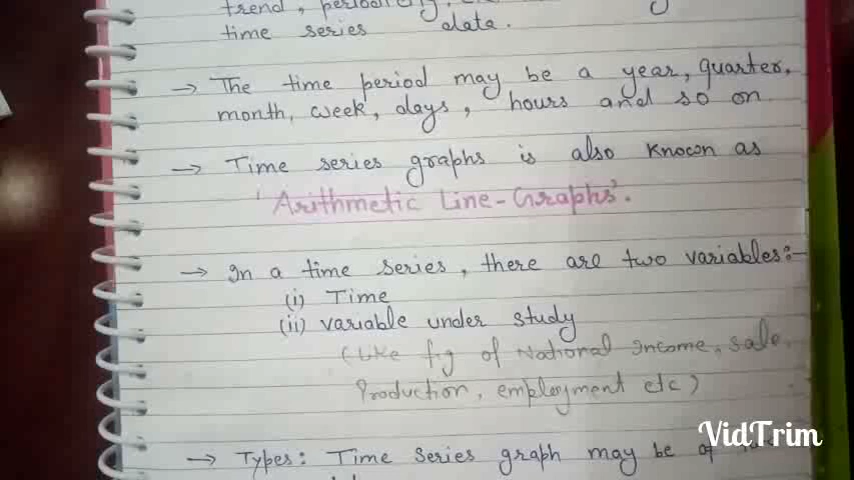 trend,
time series data.
→ The time period may be a year, quarter,
month, week, days, hours and so on
→ Time series graphs is also known as
'Arithmetic Line-Graphs'.
→ In a time series, there are two variables:-
(i) Time
(ii) variable under study
(Like fig of National Income, sale,
Production, employment etc)
→ Types: Time Series graph may be of
VidTrim